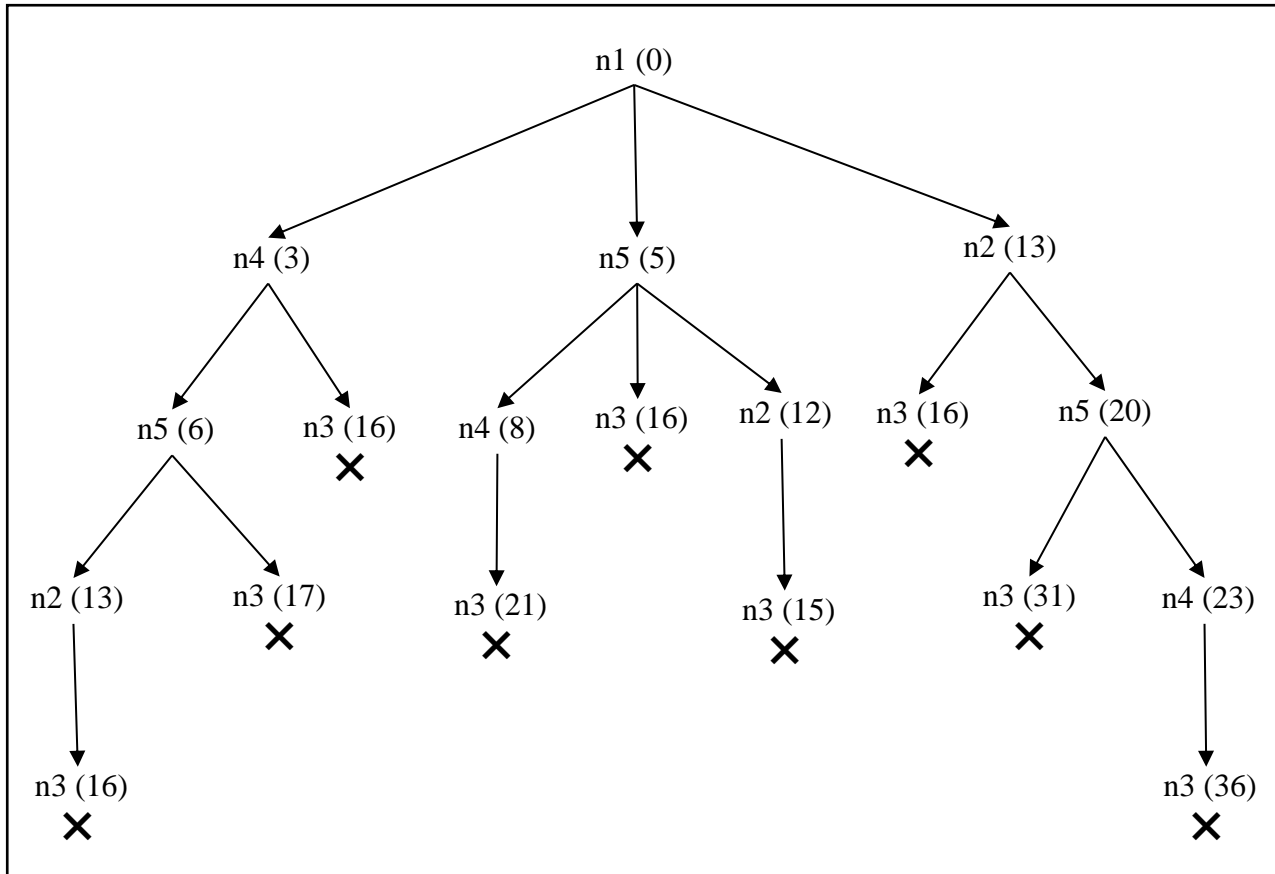 n1 (0)
n4 (3)
n5 (5)
n2 (13)
n5 (6)
n3 (16)
n4 (8)
n3 (16)
n2 (12)
n3 (16)
n5 (20)
n2 (13)
n3 (17)
n3 (21)
n3 (15)
n3 (31)
n4 (23)
n3 (16)
n3 (36)